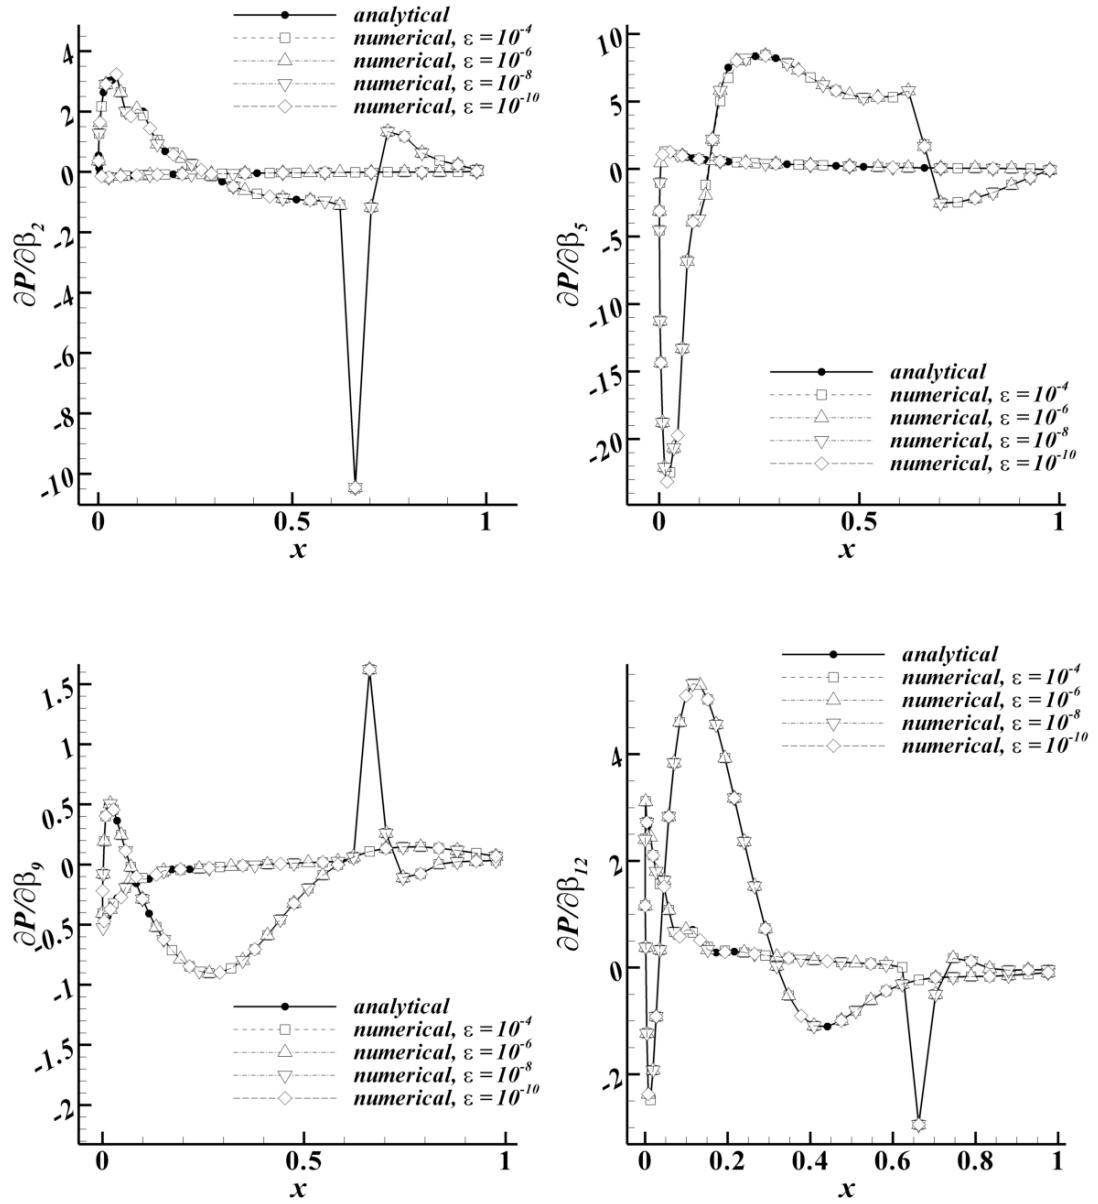 analytical
numerical, ε = 10⁻⁴
numerical, ε = 10⁻⁶
numerical, ε = 10⁻⁸
numerical, ε = 10⁻¹⁰
4
2
0
-2
-4
-6
-8
-10
∂P/∂β₂
0 0.5 1
x
10
5
0
-5
-10
-15
-20
∂P/∂β₅
analytical
numerical, ε = 10⁻⁴
numerical, ε = 10⁻⁶
numerical, ε = 10⁻⁸
numerical, ε = 10⁻¹⁰
0 0.5 1
x
1.5
1
0.5
0
-0.5
-1
-1.5
-2
∂P/∂β₉
analytical
numerical, ε = 10⁻⁴
numerical, ε = 10⁻⁶
numerical, ε = 10⁻⁸
numerical, ε = 10⁻¹⁰
0 0.5 1
x
analytical
numerical, ε = 10⁻⁴
numerical, ε = 10⁻⁶
numerical, ε = 10⁻⁸
numerical, ε = 10⁻¹⁰
4
2
0
-2
∂P/∂β₁₂
0 0.2 0.4 0.6 0.8 1
x